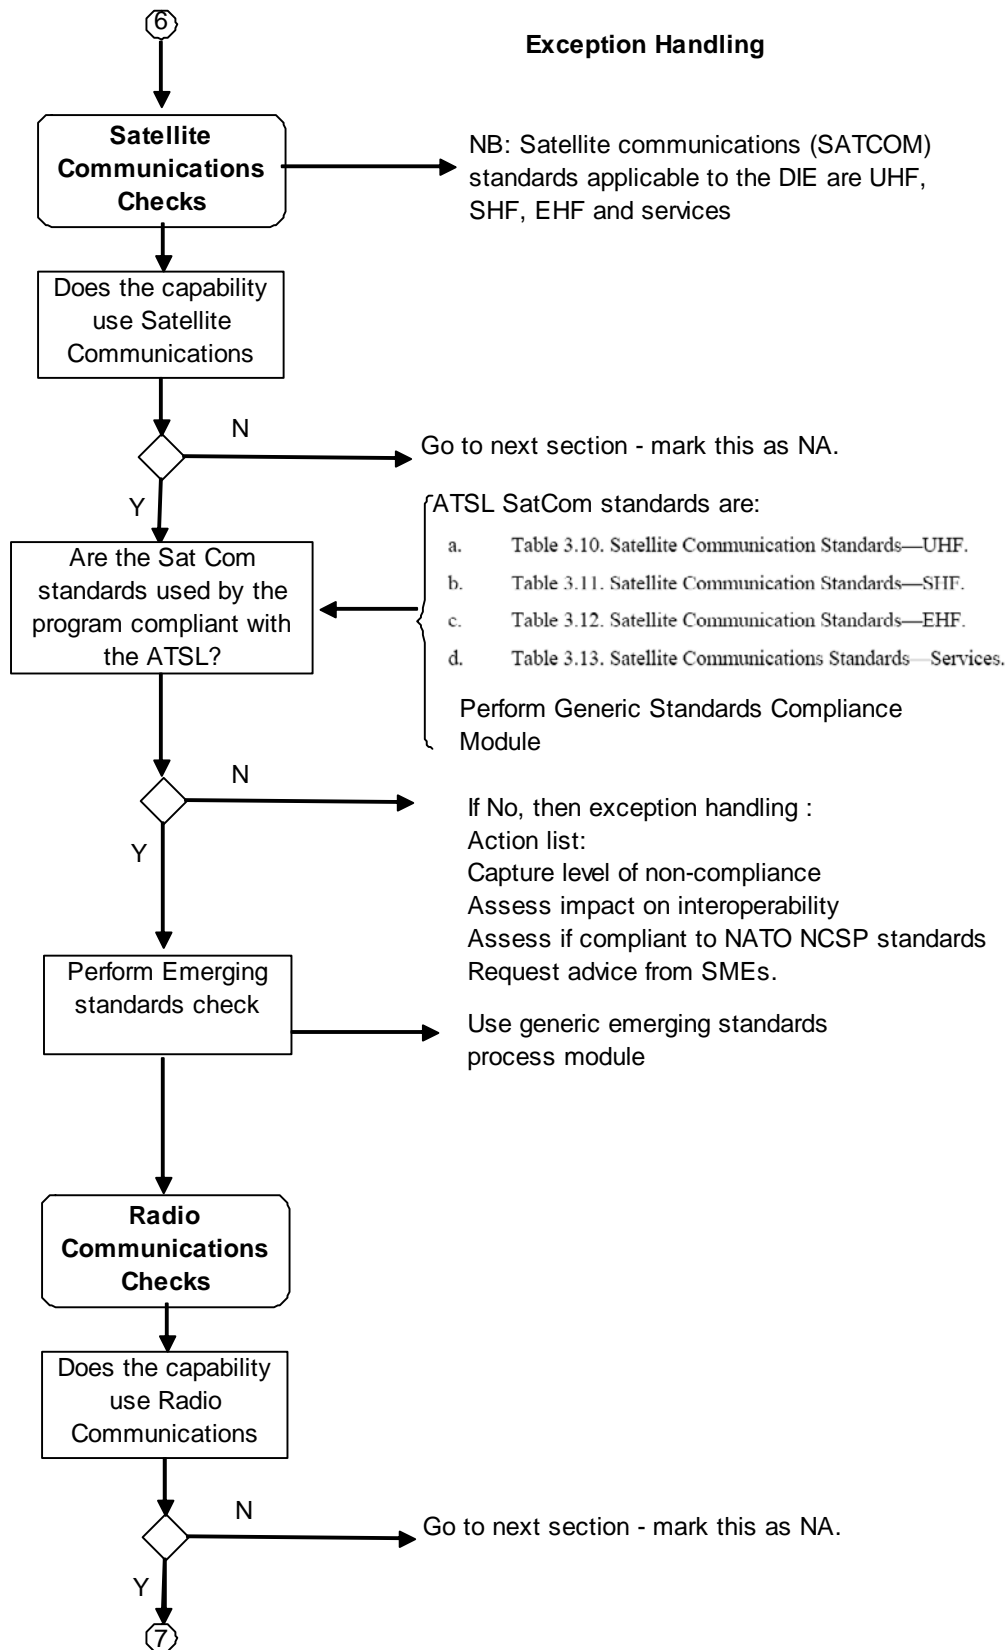 6
Exception Handling
Satellite
Communications
Checks
NB: Satellite communications (SATCOM)
standards applicable to the DIE are UHF,
SHF, EHF and services
Does the capability
use Satellite
Communications
N
Go to next section - mark this as NA.
Y
ATSL SatCom standards are:
a. Table 3.10. Satellite Communication Standards—UHF.
b. Table 3.11. Satellite Communication Standards—SHF.
c. Table 3.12. Satellite Communication Standards—EHF.
d. Table 3.13. Satellite Communications Standards—Services.
Perform Generic Standards Compliance
Module
Are the Sat Com
standards used by the
program compliant with
the ATSL?
N
If No, then exception handling :
Action list:
Capture level of non-compliance
Assess impact on interoperability
Assess if compliant to NATO NCSP standards
Request advice from SMEs.
Y
Perform Emerging
standards check
Use generic emerging standards
process module
Radio
Communications
Checks
Does the capability
use Radio
Communications
N
Go to next section - mark this as NA.
Y
7